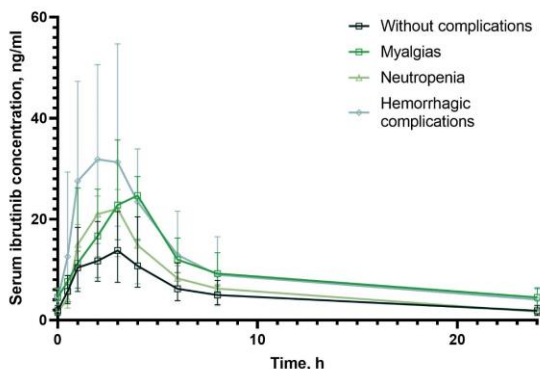 Serum ibrutinib concentration, ng/ml
60
40
20
0
Without complications
Myalgias
Neutropenia
Hemorrhagic
complications
0
10
20
Time, h